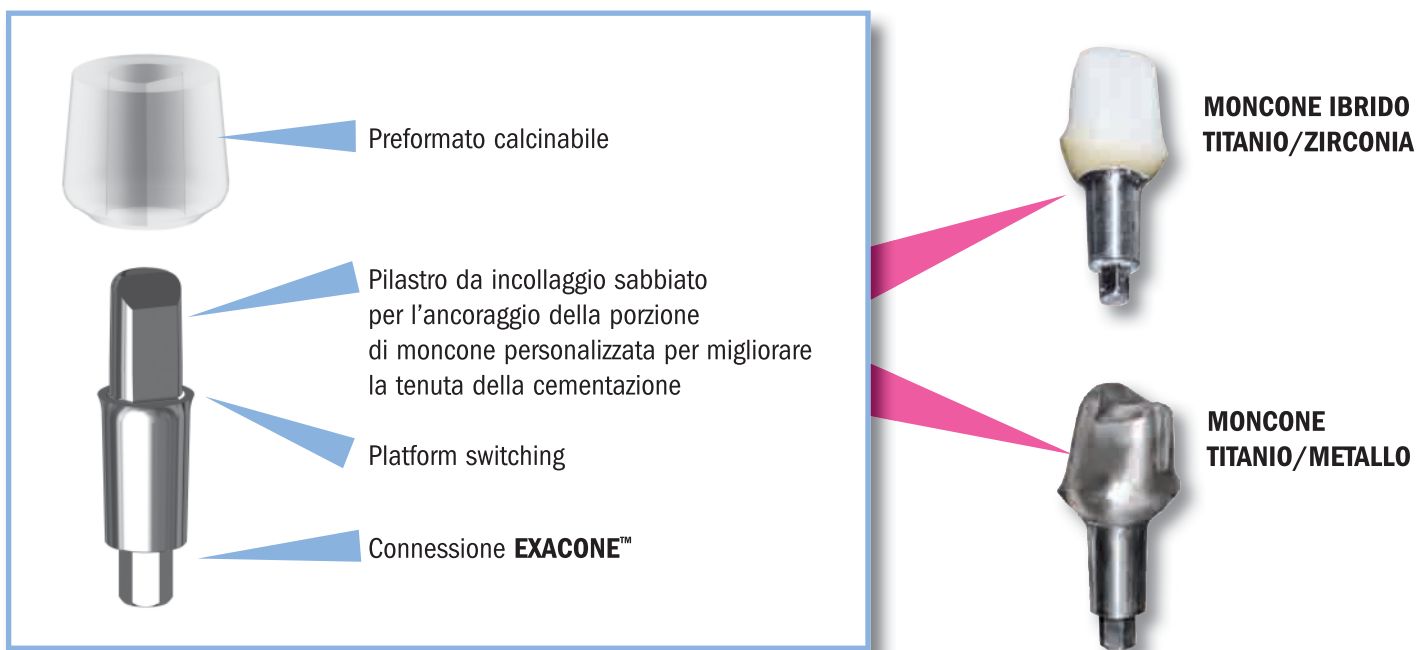 Preformato calcinabile
Pilastro da incollaggio sabbiato
per l’ancoraggio della porzione
di moncone personalizzata per migliorare
la tenuta della cementazione
Platform switching
Connessione EXACONE™
MONCONE IBRIDO
TITANIO/ZIRCONIA
MONCONE
TITANIO/METALLO